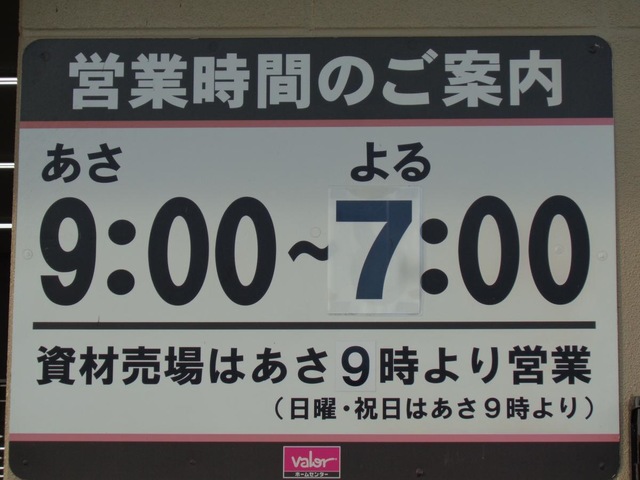 営業時間のご案内
あさ よる
9:00~7:00
資材売場はあさ9時より営業
(日曜・祝日はあさ9時より)
Valor
ホームセンター